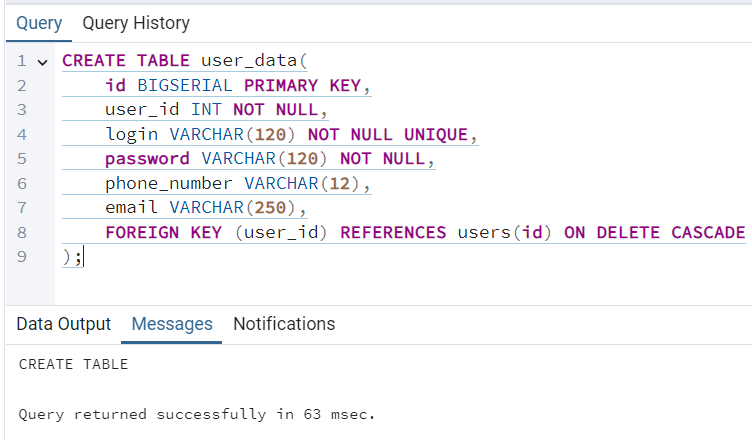 Query Query History
1 CREATE TABLE user_data(
2 id BIGSERIAL PRIMARY KEY,
3 user_id INT NOT NULL,
4 login VARCHAR(120) NOT NULL UNIQUE,
5 password VARCHAR(120) NOT NULL,
6 phone_number VARCHAR(12),
7 email VARCHAR(250),
8 FOREIGN KEY (user_id) REFERENCES users(id) ON DELETE CASCADE
9 );
Data Output Messages Notifications
CREATE TABLE
Query returned successfully in 63 msec.